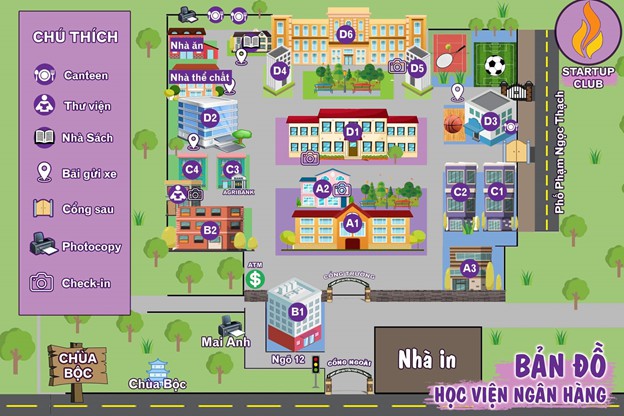 CHÚ THÍCH
Canteen
Thư viện
Nhà Sách
Bãi gửi xe
Cổng sau
Photocopy
Check-in
Nhà ăn
Nhà thể chất
D6
D4
D5
D2
D1
D3
C4
C3
AGRIBANK
A2
C2
C1
B2
A1
A3
ATM
$
CỔNG TRƯỜNG
B1
Mai Anh
Ngõ 12
CỔNG NGOÀI
Nhà in
CHÙA
BỘC
Chùa Bộc
STARTUP
CLUB
Phố Phạm Ngọc Thạch
BẢN ĐỒ
HỌC VIỆN NGÂN HÀNG